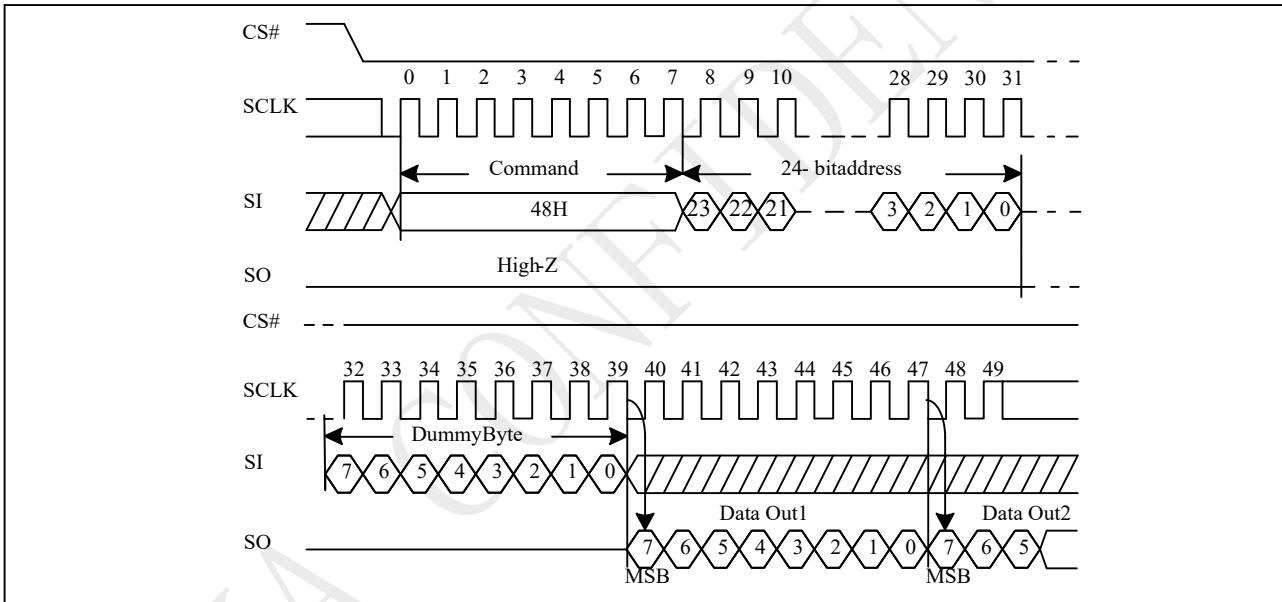 CS#
0 1 2 3 4 5 6 7 8 9 10 28 29 30 31
SCLK
Command 24- bitaddress
SI 48H 23 22 21 3 2 1 0
High-Z
SO
CS#
32 33 34 35 36 37 38 39 40 41 42 43 44 45 46 47 48 49
SCLK
DummyByte
SI 7 6 5 4 3 2 1 0
Data Out1 Data Out2
SO 7 6 5 4 3 2 1 0 7 6 5
MSB MSB